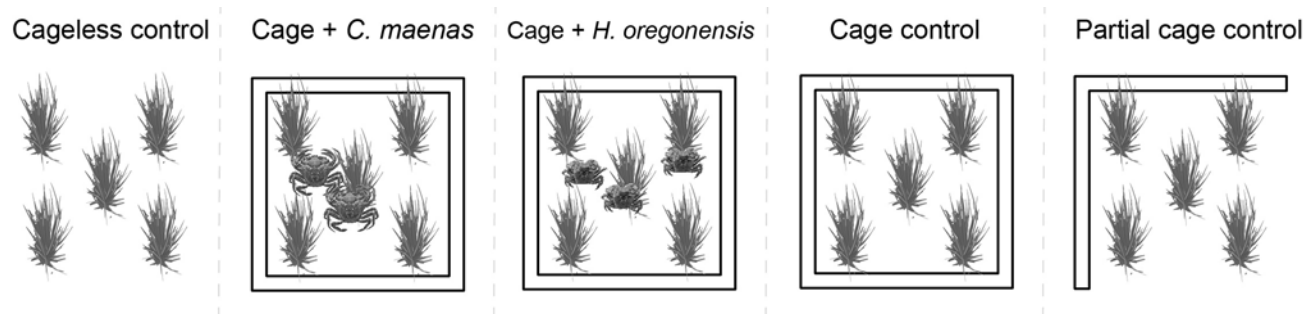 Cageless control
Cage + C. maenas
Cage + H. oregonensis
Cage control
Partial cage control